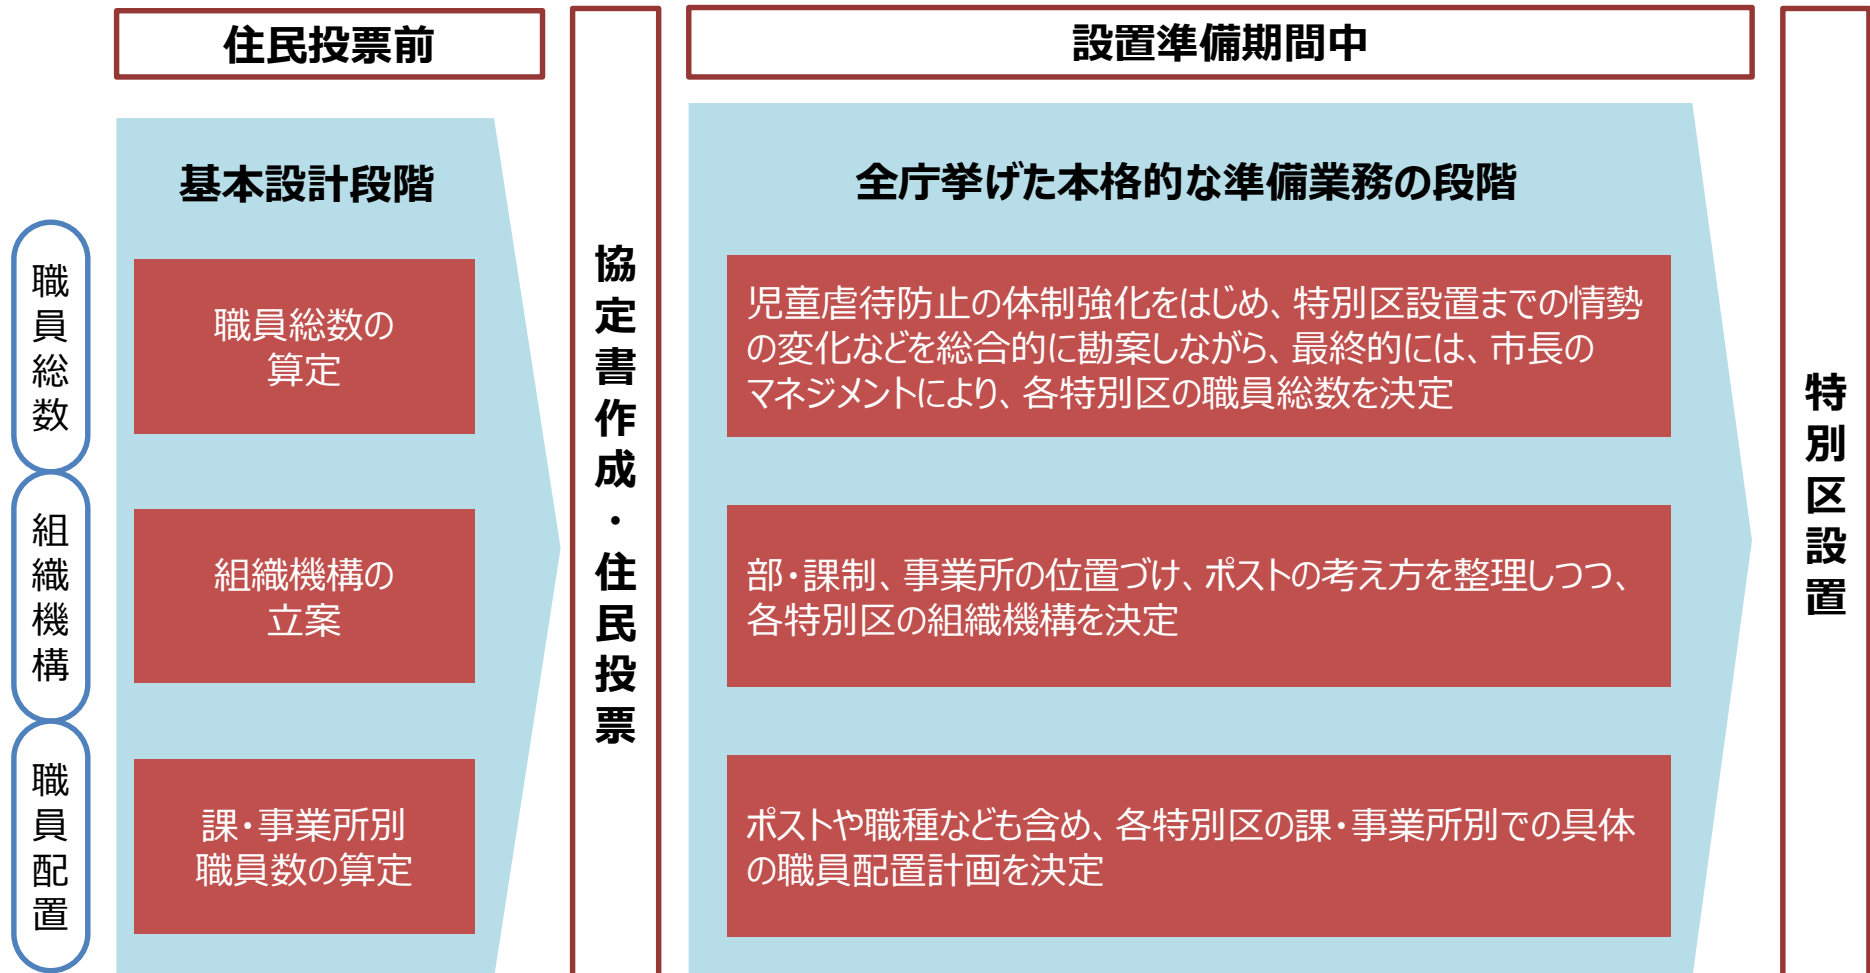 住民投票前
設置準備期間中
基本設計段階
全庁挙げた本格的な準備業務の段階
職員総数
職員総数の
算定
児童虐待防止の体制強化をはじめ、特別区設置までの情勢
の変化などを総合的に勘案しながら、最終的には、市長の
マネジメントにより、各特別区の職員総数を決定
組織機構
組織機構の
立案
部・課制、事業所の位置づけ、ポストの考え方を整理しつつ、
各特別区の組織機構を決定
職員配置
課・事業所別
職員数の算定
ポストや職種なども含め、各特別区の課・事業所別での具体
の職員配置計画を決定
協定書作成・住民投票
特別区設置